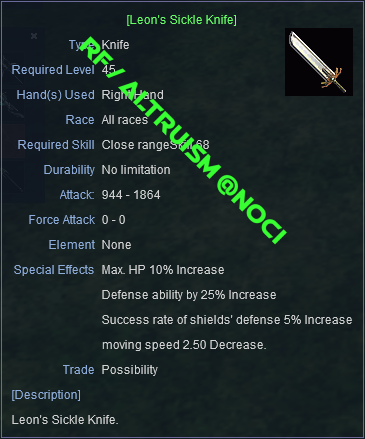 [Leon's Sickle Knife]
Type Knife
Required Level 45
Hand(s) Used Right Hand
Race All races
Required Skill Close rangeSkill 68
Durability No limitation
Attack: 944 - 1864
Force Attack 0 - 0
Element None
Special Effects Max. HP 10% Increase
Defense ability by 25% Increase
Success rate of shields' defense 5% Increase
moving speed 2.50 Decrease.
Trade Possibility
[Description]
Leon's Sickle Knife.
RF/ ALTRUISM @NOCI